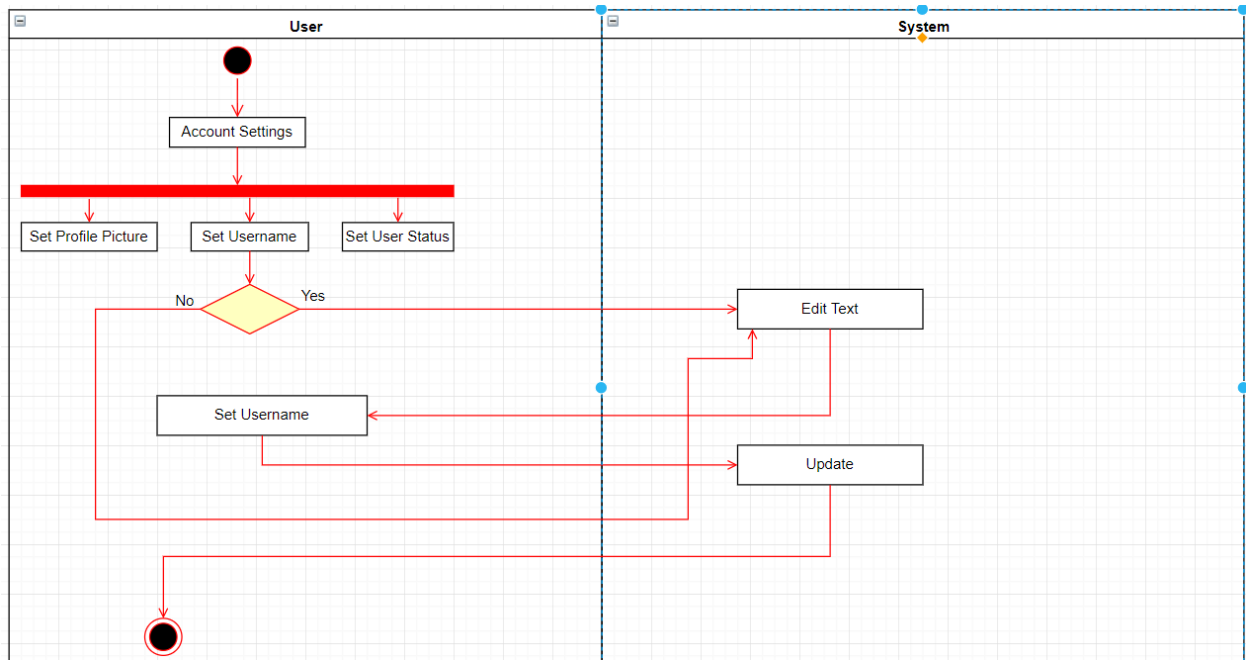 User
System
Account Settings
Set Profile Picture
Set Username
Set User Status
No
Yes
Edit Text
Set Username
Update